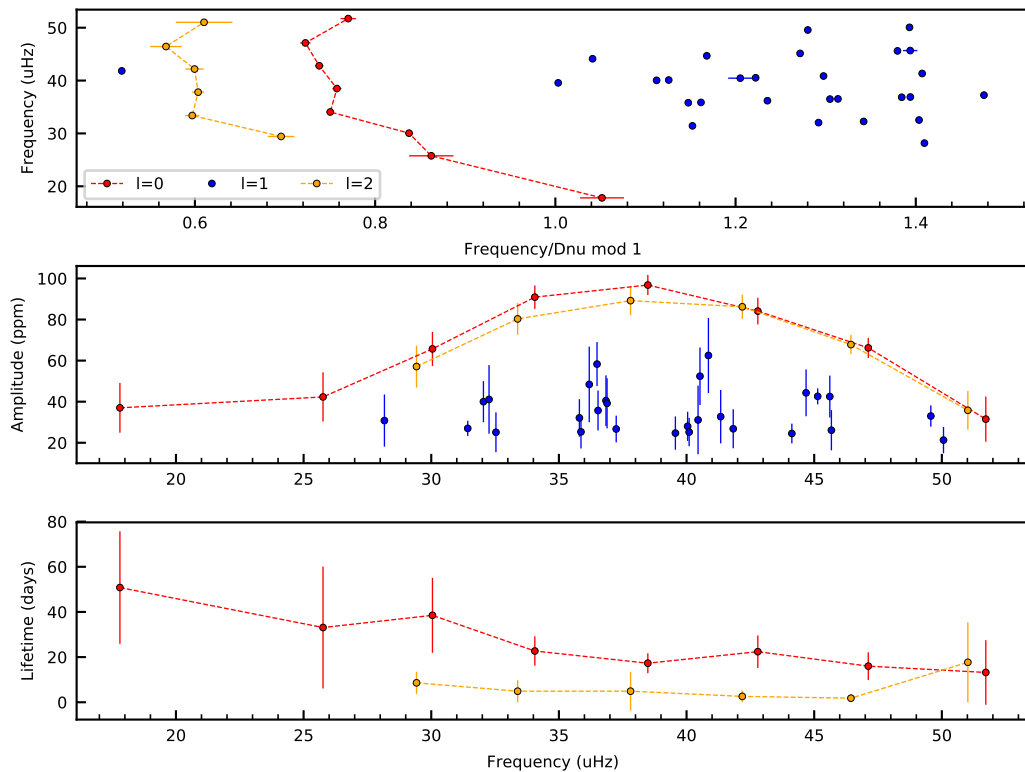 50
40
30
20
Frequency (uHz)
l=0 l=1 l=2
0.6 0.8 1.0 1.2 1.4
Frequency/Dnu mod 1
100
80
60
40
20
Amplitude (ppm)
20 25 30 35 40 45 50
80
60
40
20
0
Lifetime (days)
20 25 30 35 40 45 50
Frequency (uHz)